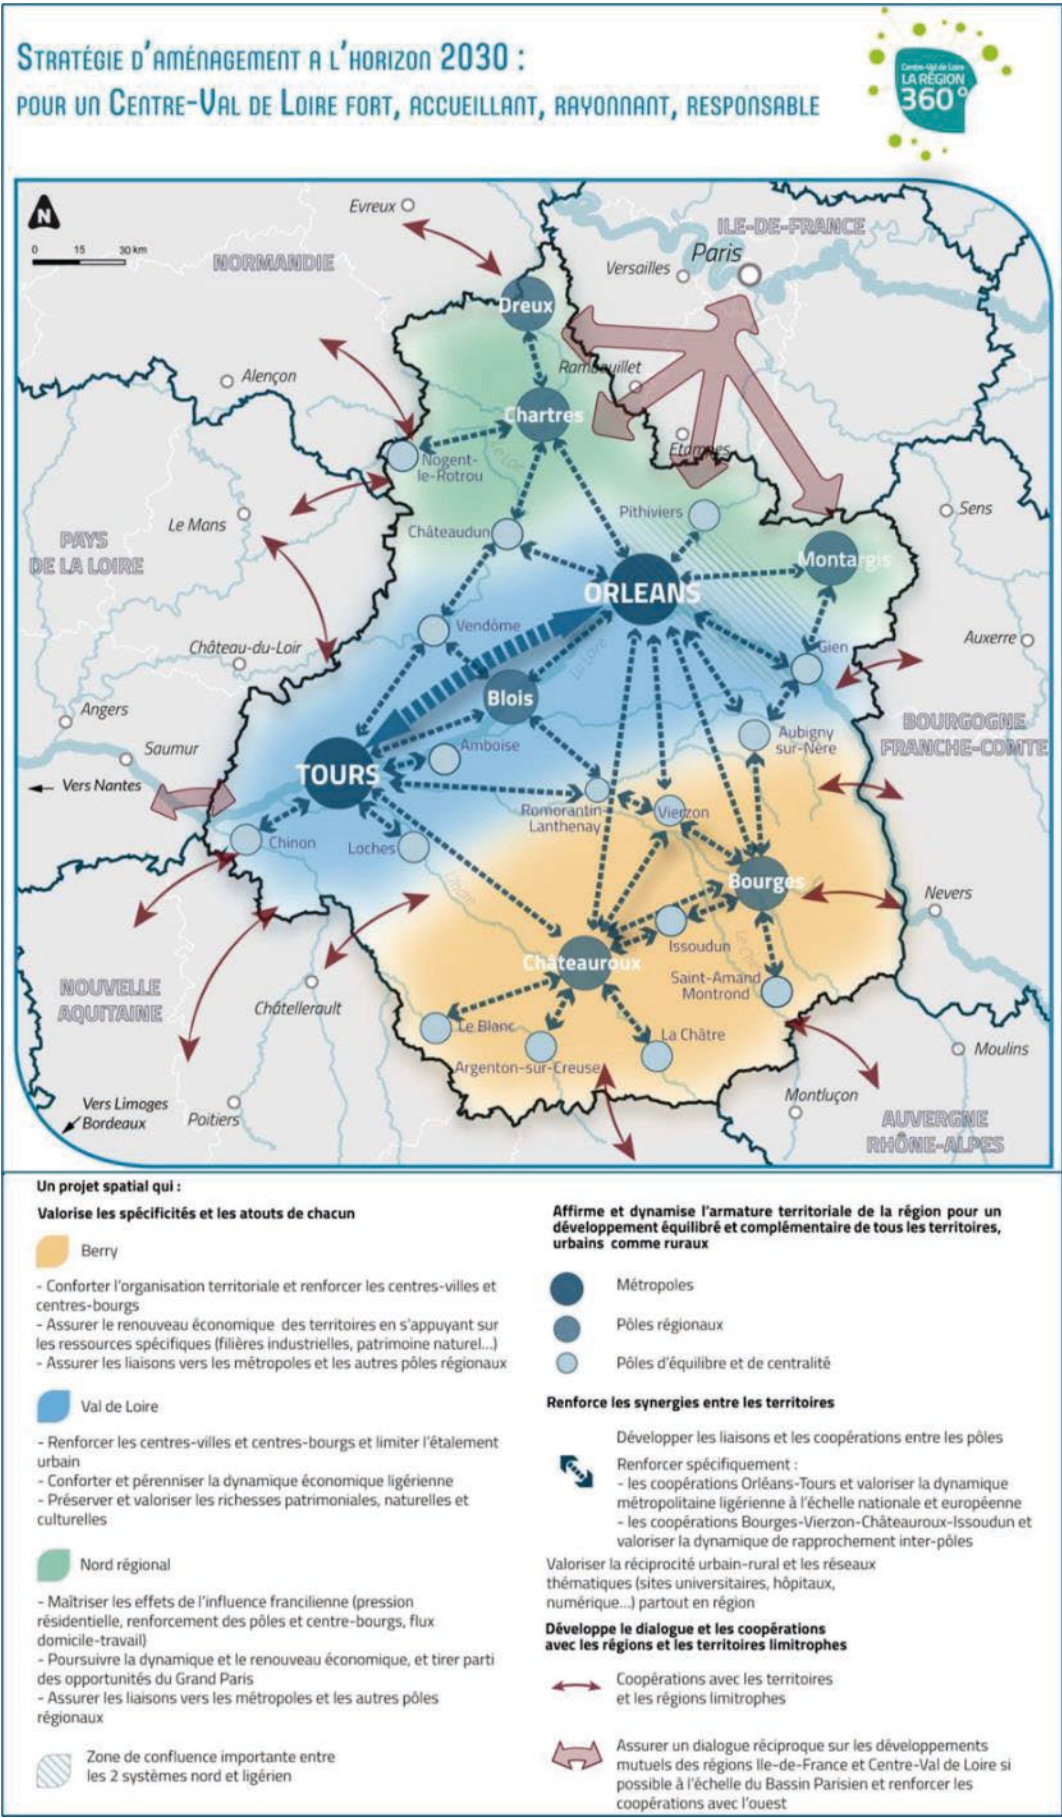 STRATÉGIE D'AMÉNAGEMENT A L'HORIZON 2030 :
POUR UN CENTRE-VAL DE LOIRE FORT, ACCUEILLANT, RAYONNANT, RESPONSABLE
Centre-Val de Loire
LA RÉGION
360°
N
0 15 30 km
NORMANDIE
Evreux
ILE-DE-FRANCE
Paris
Versailles
Dreux
Rambouillet
Alençon
Chartres
Etampes
Nogent-
le-Rotrou
Le Loir
Pithiviers
Sens
Le Mans
Châteaudun
PAYS
DE LA LOIRE
Montargis
ORLEANS
Vendôme
Auxerre
Château-du-Loir
Gien
La Loire
Angers
Blois
BOURGOGNE
FRANCHE-COMTE
Aubigny
sur-Nère
Saumur
Amboise
TOURS
Vers Nantes
Romorantin
Lanthenay
Vierzon
Chinon
Loches
Bourges
Nevers
L'Indre
Le Cher
Issoudun
Châteauroux
Saint-Amand
Montrond
NOUVELLE
AQUITAINE
Châtellerault
Le Blanc
La Châtre
Moulins
Argenton-sur-Creuse
Montluçon
Vers Limoges
Bordeaux
Poitiers
AUVERGNE
RHÔNE-ALPES
Un projet spatial qui :
Valorise les spécificités et les atouts de chacun
Berry
- Conforter l'organisation territoriale et renforcer les centres-villes et
centres-bourgs
- Assurer le renouveau économique des territoires en s'appuyant sur
les ressources spécifiques (filières industrielles, patrimoine naturel...)
- Assurer les liaisons vers les métropoles et les autres pôles régionaux
Val de Loire
- Renforcer les centres-villes et centres-bourgs et limiter l'étalement
urbain
- Conforter et pérenniser la dynamique économique ligérienne
- Préserver et valoriser les richesses patrimoniales, naturelles et
culturelles
Nord régional
- Maîtriser les effets de l'influence francilienne (pression
résidentielle, renforcement des pôles et centre-bourgs, flux
domicile-travail)
- Poursuivre la dynamique et le renouveau économique, et tirer parti
des opportunités du Grand Paris
- Assurer les liaisons vers les métropoles et les autres pôles
régionaux
Zone de confluence importante entre
les 2 systèmes nord et ligérien
Affirme et dynamise l'armature territoriale de la région pour un
développement équilibré et complémentaire de tous les territoires,
urbains comme ruraux
Métropoles
Pôles régionaux
Pôles d'équilibre et de centralité
Renforce les synergies entre les territoires
Développer les liaisons et les coopérations entre les pôles
Renforcer spécifiquement :
- les coopérations Orléans-Tours et valoriser la dynamique
métropolitaine ligérienne à l'échelle nationale et européenne
- les coopérations Bourges-Vierzon-Châteauroux-Issoudun et
valoriser la dynamique de rapprochement inter-pôles
Valoriser la réciprocité urbain-rural et les réseaux
thématiques (sites universitaires, hôpitaux,
numérique...) partout en région
Développe le dialogue et les coopérations
avec les régions et les territoires limitrophes
Coopérations avec les territoires
et les régions limitrophes
Assurer un dialogue réciproque sur les développements
mutuels des régions Ile-de-France et Centre-Val de Loire si
possible à l'échelle du Bassin Parisien et renforcer les
coopérations avec l'ouest